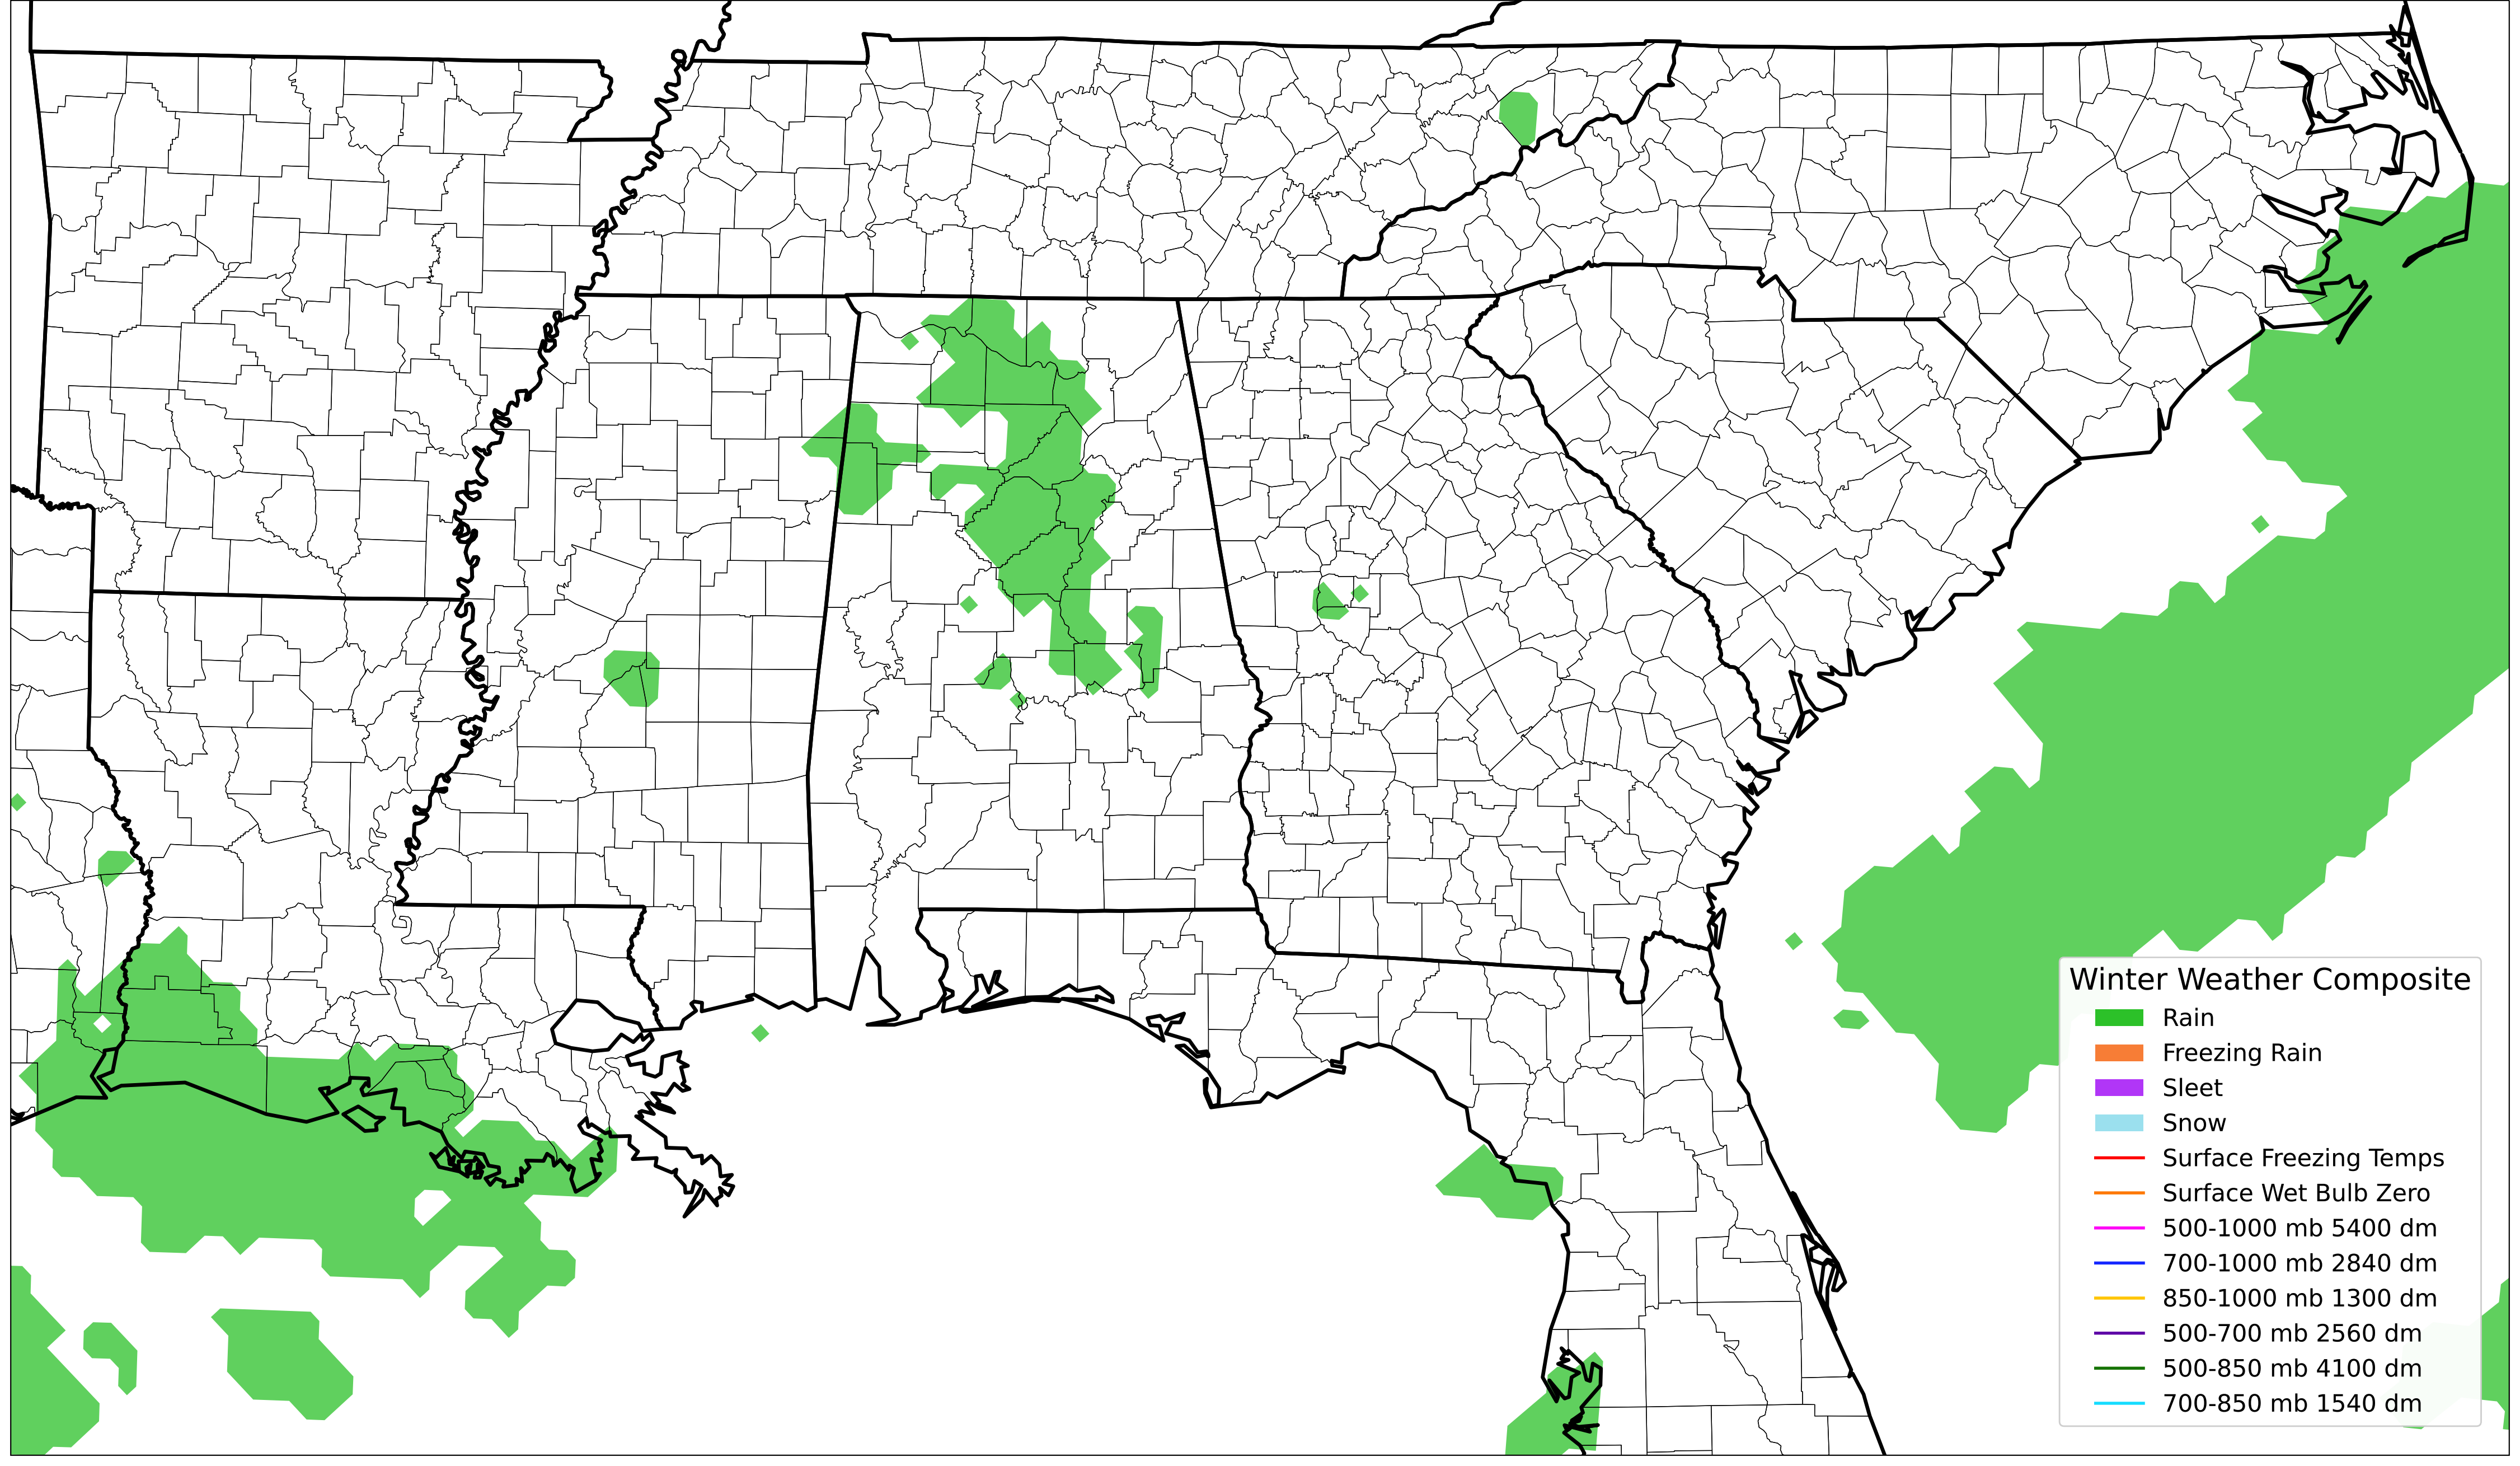 Winter Weather Composite
Rain
Freezing Rain
Sleet
Snow
Surface Freezing Temps
Surface Wet Bulb Zero
500-1000 mb 5400 dm
700-1000 mb 2840 dm
850-1000 mb 1300 dm
500-700 mb 2560 dm
500-850 mb 4100 dm
700-850 mb 1540 dm